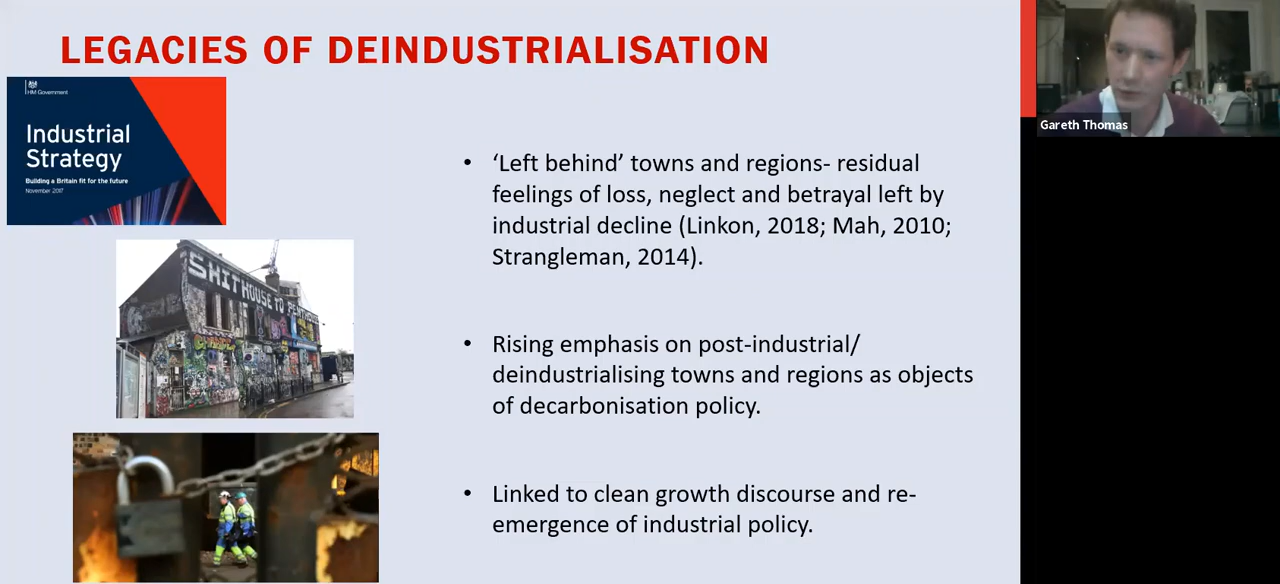 LEGACIES OF DEINDUSTRIALISATION
HM Government
Industrial
Strategy
Building a Britain fit for the future
November 2017
SHITHOUSE TO PENTHOUSE
• ‘Left behind’ towns and regions- residual
feelings of loss, neglect and betrayal left by
industrial decline (Linkon, 2018; Mah, 2010;
Strangleman, 2014).
• Rising emphasis on post-industrial/
deindustrialising towns and regions as objects
of decarbonisation policy.
• Linked to clean growth discourse and re-
emergence of industrial policy.
Gareth Thomas